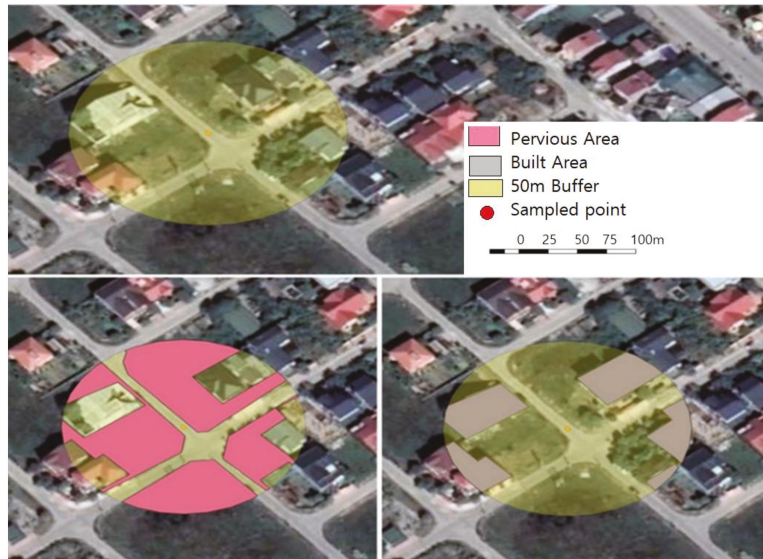 Pervious Area
Built Area
50m Buffer
Sampled point
0 25 50 75 100m